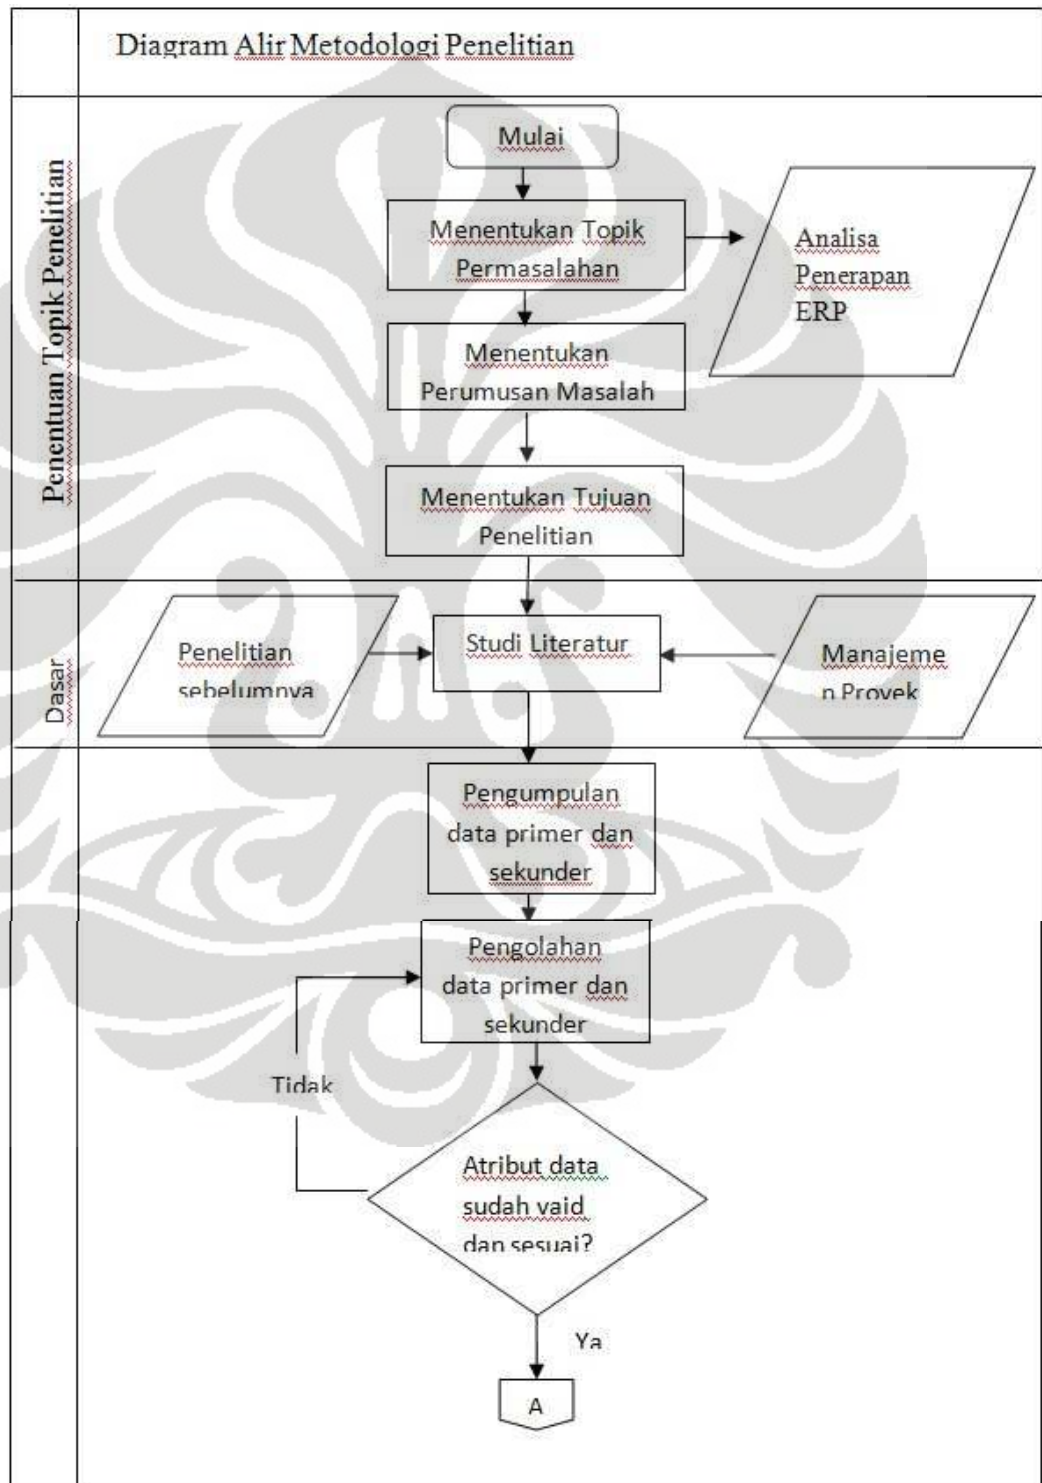 Diagram Alir Metodologi Penelitian
Penentuan Topik Penelitian
Mulai
Menentukan Topik
Permasalahan
Analisa
Penerapan
ERP
Menentukan
Perumusan Masalah
Menentukan Tujuan
Penelitian
Dasar
Penelitian
sebelumnya
Studi Literatur
Manajeme
n Proyek
Pengumpulan
data primer dan
sekunder
Pengolahan
data primer dan
sekunder
Tidak
Atribut data
sudah vaid
dan sesuai?
Ya
A